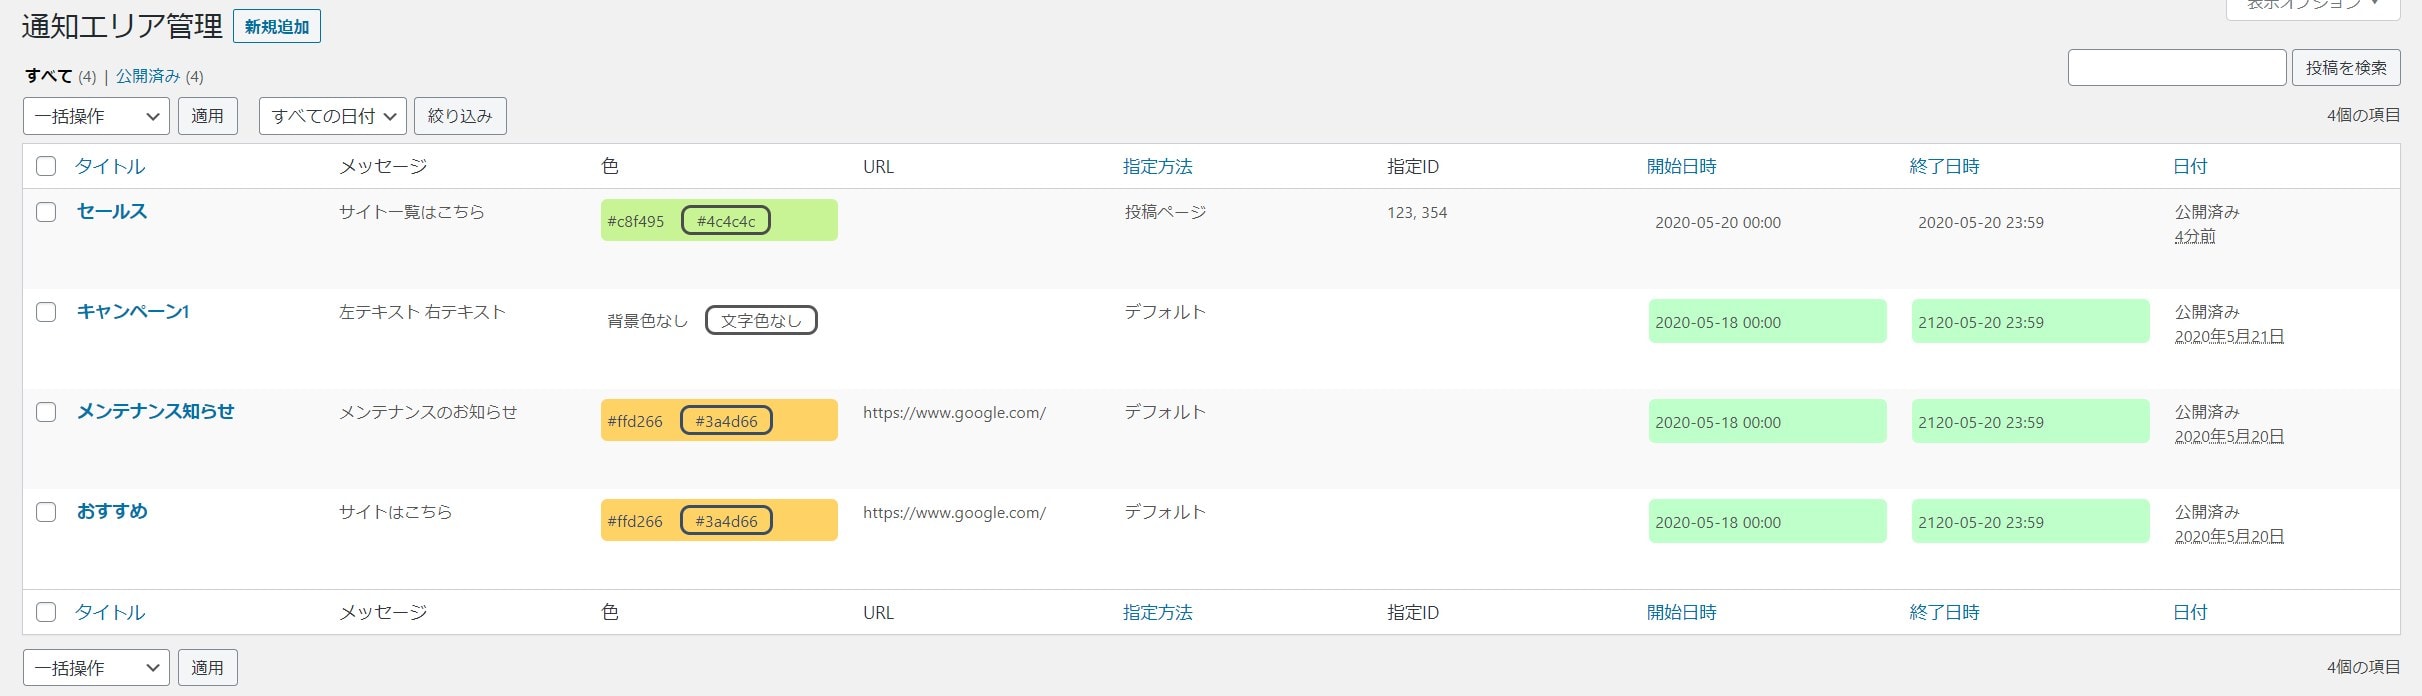 表示オプション ▼
通知エリア管理 新規追加
すべて (4) | 公開済み (4)
投稿を検索
一括操作 適用 すべての日付 絞り込み 4個の項目
タイトル メッセージ 色 URL 指定方法 指定ID 開始日時 終了日時 日付
セールス サイト一覧はこちら #c8f495 #4c4c4c 投稿ページ 123, 354 2020-05-20 00:00 2020-05-20 23:59 公開済み
4分前
キャンペーン1 左テキスト 右テキスト 背景色なし 文字色なし デフォルト 2020-05-18 00:00 2120-05-20 23:59 公開済み
2020年5月21日
メンテナンス知らせ メンテナンスのお知らせ #ffd266 #3a4d66 https://www.google.com/ デフォルト 2020-05-18 00:00 2120-05-20 23:59 公開済み
2020年5月20日
おすすめ サイトはこちら #ffd266 #3a4d66 https://www.google.com/ デフォルト 2020-05-18 00:00 2120-05-20 23:59 公開済み
2020年5月20日
タイトル メッセージ 色 URL 指定方法 指定ID 開始日時 終了日時 日付
一括操作 適用 4個の項目